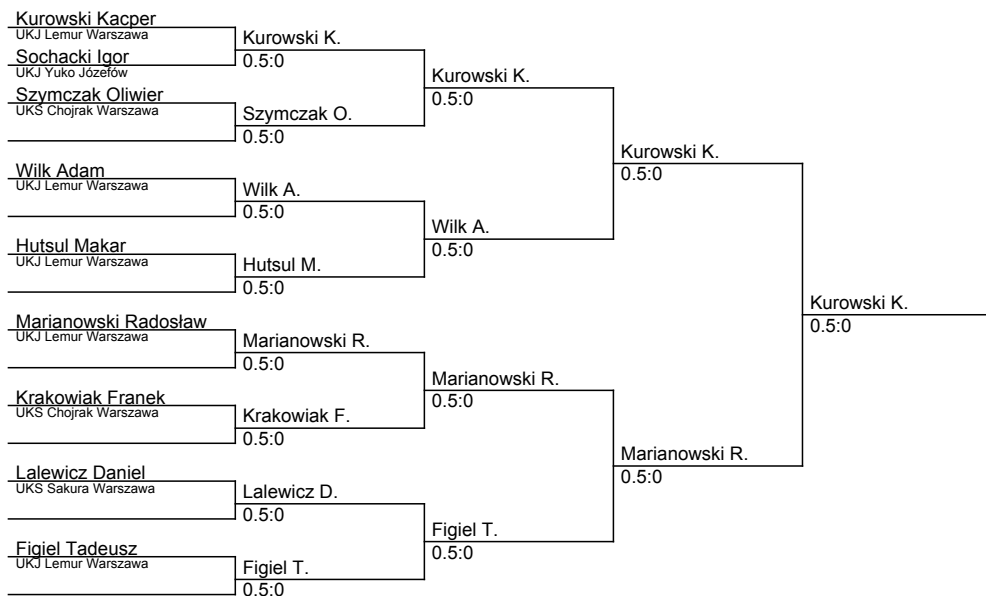 Kurowski Kacper
UKJ Lemur Warszawa
Sochacki Igor
UKJ Yuko Józefów
Szymczak Oliwier
UKS Chojrak Warszawa
Wilk Adam
UKJ Lemur Warszawa
Hutsul Makar
UKJ Lemur Warszawa
Marianowski Radosław
UKJ Lemur Warszawa
Krakowiak Franek
UKS Chojrak Warszawa
Lalewicz Daniel
UKS Sakura Warszawa
Figiel Tadeusz
UKJ Lemur Warszawa
Kurowski K.
0.5:0
Szymczak O.
0.5:0
Wilk A.
0.5:0
Hutsul M.
0.5:0
Marianowski R.
0.5:0
Krakowiak F.
0.5:0
Lalewicz D.
0.5:0
Figiel T.
0.5:0
Kurowski K.
0.5:0
Wilk A.
0.5:0
Marianowski R.
0.5:0
Figiel T.
0.5:0
Kurowski K.
0.5:0
Marianowski R.
0.5:0
Kurowski K.
0.5:0